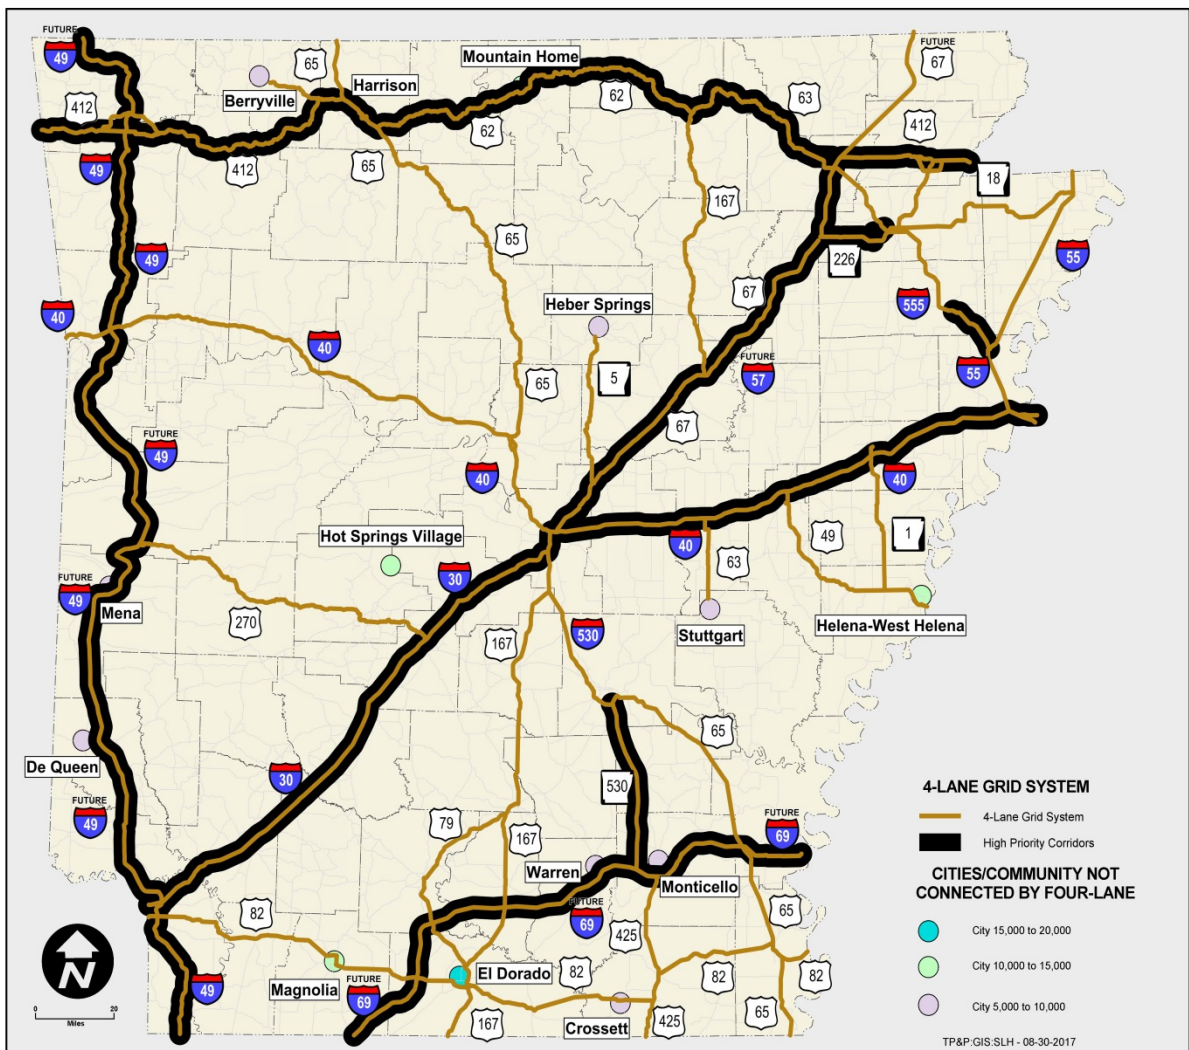 FUTURE
49
65
Mountain Home
FUTURE
67
Harrison
412
Berryville
62
63
62
412
49
412
65
18
167
65
49
226
55
40
Heber Springs
67
555
40
5
FUTURE
57
55
65
67
FUTURE
49
40
40
Hot Springs Village
49
1
40
63
30
FUTURE
49
Mena
270
Stuttgart
Helena-West Helena
530
167
65
De Queen
30
530
4-LANE GRID SYSTEM
4-Lane Grid System
High Priority Corridors
FUTURE
49
79
167
FUTURE
69
Warren
Monticello
CITIES/COMMUNITY NOT
CONNECTED BY FOUR-LANE
City 15,000 to 20,000
City 10,000 to 15,000
City 5,000 to 10,000
82
FUTURE
69
425
65
N
0
20
Miles
49
Magnolia
FUTURE
69
El Dorado
82
82
82
167
Crossett
425
65
TP&P:GIS:SLH - 08-30-2017